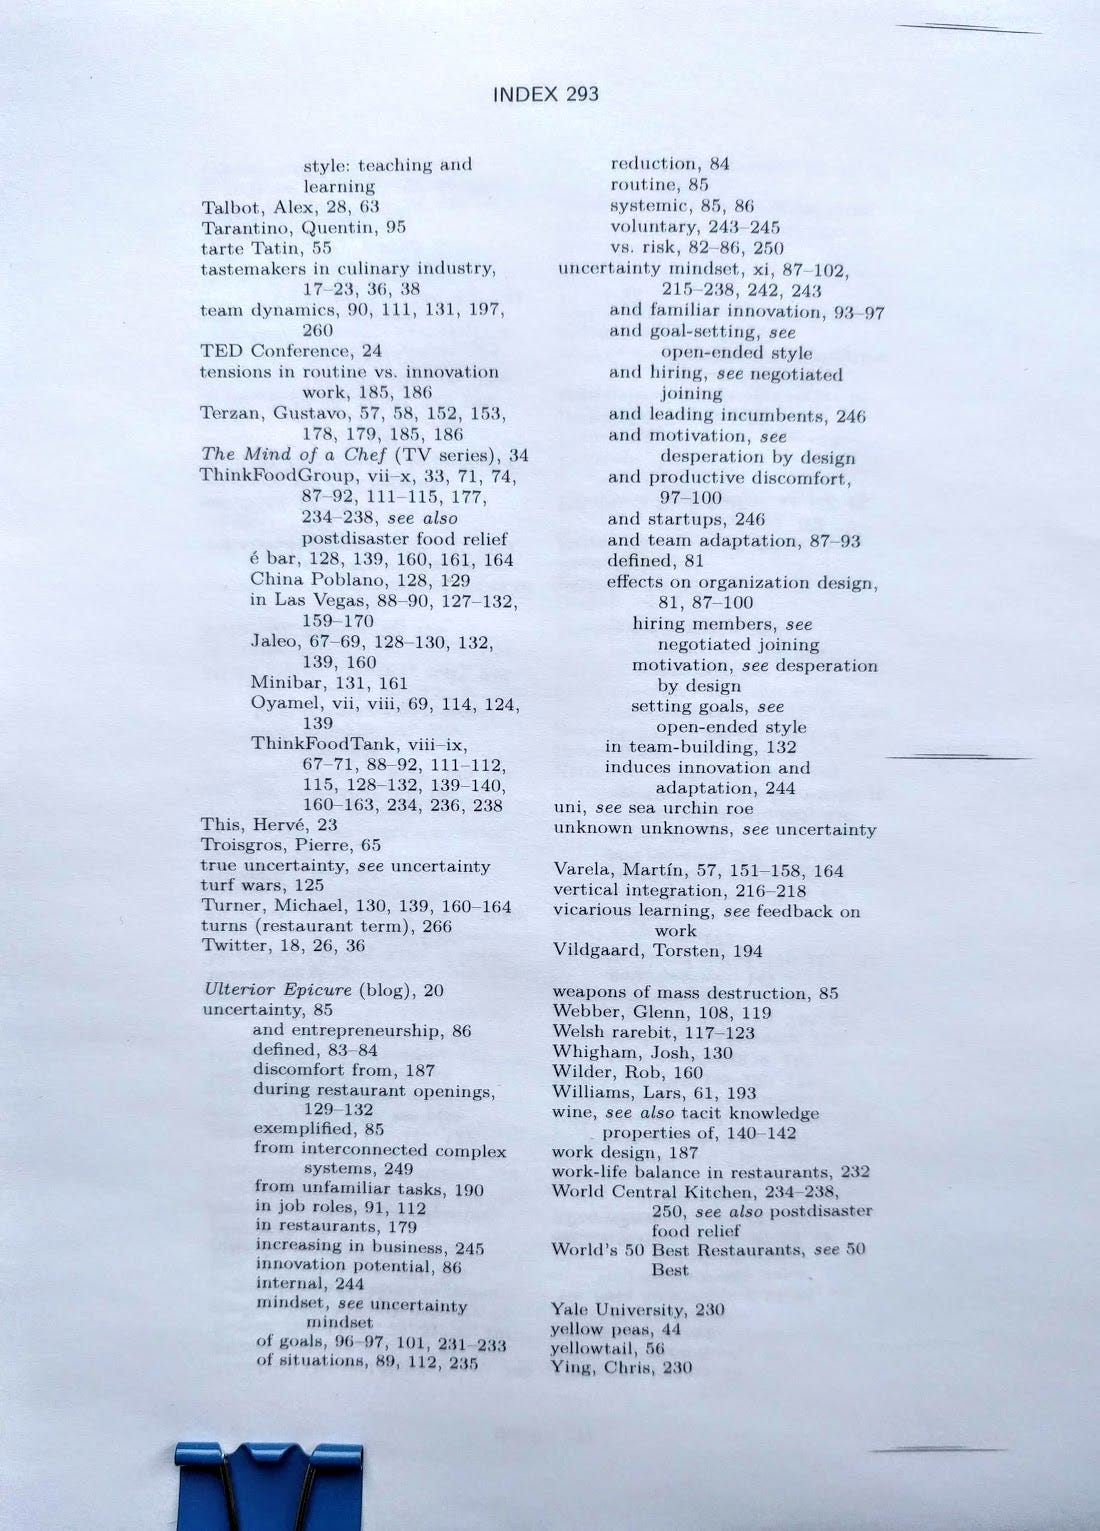 INDEX 293
style: teaching and
learning
Talbot, Alex, 28, 63
Tarantino, Quentin, 95
tarte Tatin, 55
tastemakers in culinary industry,
17–23, 36, 38
team dynamics, 90, 111, 131, 197,
260
TED Conference, 24
tensions in routine vs. innovation
work, 185, 186
Terzan, Gustavo, 57, 58, 152, 153,
178, 179, 185, 186
The Mind of a Chef (TV series), 34
ThinkFoodGroup, vii–x, 33, 71, 74,
87–92, 111–115, 177,
234–238, see also
postdisaster food relief
é bar, 128, 139, 160, 161, 164
China Poblano, 128, 129
in Las Vegas, 88–90, 127–132,
159–170
Jaleo, 67–69, 128–130, 132,
139, 160
Minibar, 131, 161
Oyamel, vii, viii, 69, 114, 124,
139
ThinkFoodTank, viii–ix,
67–71, 88–92, 111–112,
115, 128–132, 139–140,
160–163, 234, 236, 238
This, Hervé, 23
Troisgros, Pierre, 65
true uncertainty, see uncertainty
turf wars, 125
Turner, Michael, 130, 139, 160–164
turns (restaurant term), 266
Twitter, 18, 26, 36
Ulterior Epicure (blog), 20
uncertainty, 85
and entrepreneurship, 86
defined, 83–84
discomfort from, 187
during restaurant openings,
129–132
exemplified, 85
from interconnected complex
systems, 249
from unfamiliar tasks, 190
in job roles, 91, 112
in restaurants, 179
increasing in business, 245
innovation potential, 86
internal, 244
mindset, see uncertainty
mindset
of goals, 96–97, 101, 231–233
of situations, 89, 112, 235
reduction, 84
routine, 85
systemic, 85, 86
voluntary, 243–245
vs. risk, 82–86, 250
uncertainty mindset, xi, 87–102,
215–238, 242, 243
and familiar innovation, 93–97
and goal-setting, see
open-ended style
and hiring, see negotiated
joining
and leading incumbents, 246
and motivation, see
desperation by design
and productive discomfort,
97–100
and startups, 246
and team adaptation, 87–93
defined, 81
effects on organization design,
81, 87–100
hiring members, see
negotiated joining
motivation, see desperation
by design
setting goals, see
open-ended style
in team-building, 132
induces innovation and
adaptation, 244
uni, see sea urchin roe
unknown unknowns, see uncertainty
Varela, Martín, 57, 151–158, 164
vertical integration, 216–218
vicarious learning, see feedback on
work
Vildgaard, Torsten, 194
weapons of mass destruction, 85
Webber, Glenn, 108, 119
Welsh rarebit, 117–123
Whigham, Josh, 130
Wilder, Rob, 160
Williams, Lars, 61, 193
wine, see also tacit knowledge
properties of, 140–142
work design, 187
work-life balance in restaurants, 232
World Central Kitchen, 234–238,
250, see also postdisaster
food relief
World's 50 Best Restaurants, see 50
Best
Yale University, 230
yellow peas, 44
yellowtail, 56
Ying, Chris, 230